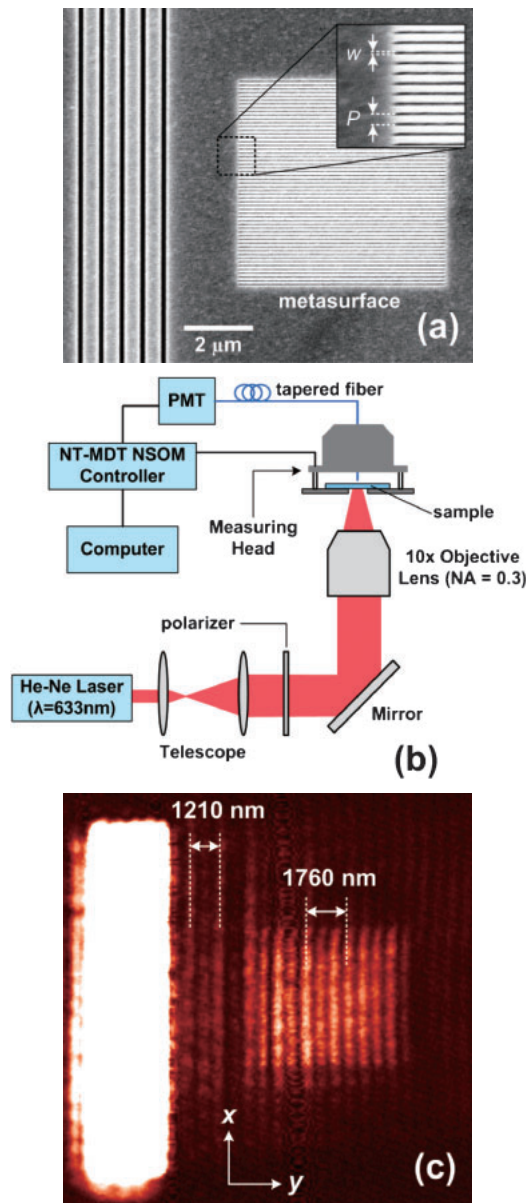 w
P
metasurface
2 μm
(a)
PMT
tapered fiber
NT-MDT NSOM
Controller
Measuring
Head
sample
Computer
10x Objective
Lens (NA = 0.3)
polarizer
He-Ne Laser
(λ=633nm)
Mirror
Telescope
(b)
1210 nm
1760 nm
x
y
(c)